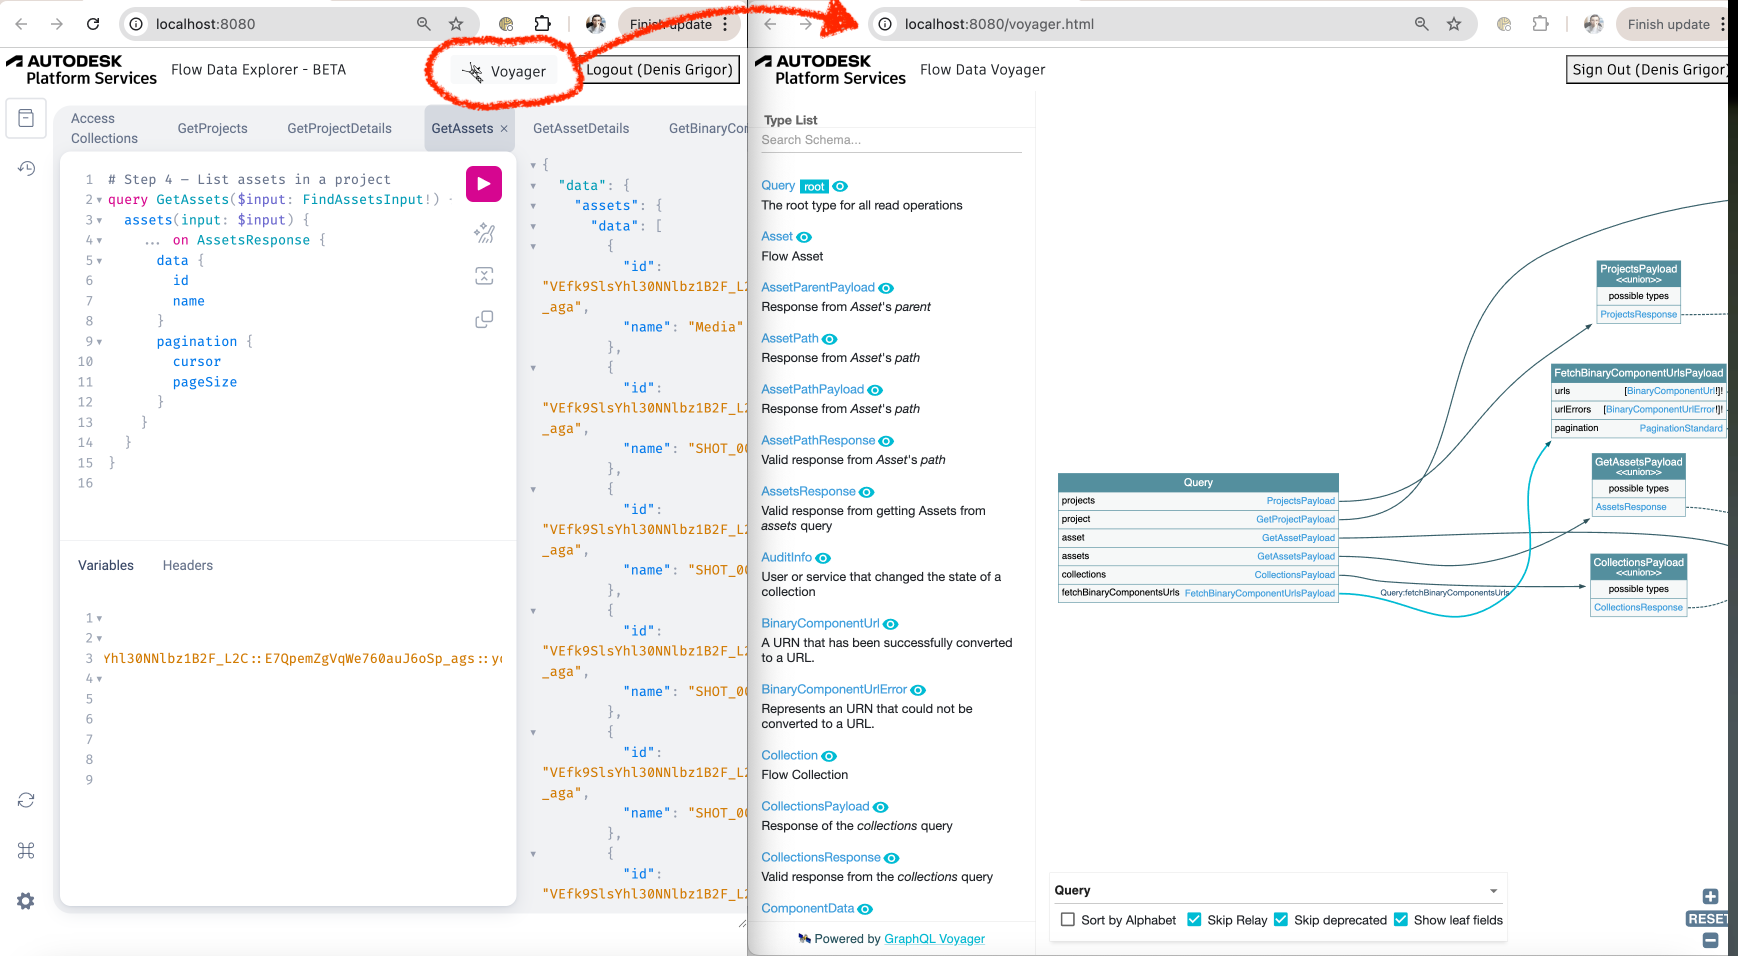 localhost:8080
Finish update
AUTODESK
Platform Services
Flow Data Explorer - BETA
Voyager
Logout (Denis Grigor)
Access
Collections
GetProjects
GetProjectDetails
GetAssets ×
GetAssetDetails
GetBinaryCor
1 # Step 4 — List assets in a project
2 query GetAssets($input: FindAssetsInput!)
3 assets(input: $input) {
4 ... on AssetsResponse {
5 data {
6 id
7 name
8 }
9 pagination {
10 cursor
11 pageSize
12 }
13 }
14 }
15 }
16
Variables
Headers
1
2
3 Yhl30NNlbz1B2F_L2C::E7QpemZgVqWe760auJ6oSp_ags::y
4
5
6
7
8
9
{
"data": {
"assets": {
"data": [
{
"id":
"VEfk9SlsYhl30NNlbz1B2F_L2
_aga",
"name": "Media"
},
{
"id":
"VEfk9SlsYhl30NNlbz1B2F_L2
_aga",
"name": "SHOT_00
},
{
"id":
"VEfk9SlsYhl30NNlbz1B2F_L2
_aga",
"name": "SHOT_00
},
{
"id":
"VEfk9SlsYhl30NNlbz1B2F_L2
_aga",
"name": "SHOT_00
},
{
"id":
"VEfk9SlsYhl30NNlbz1B2F_L2
_aga",
"name": "SHOT_00
},
{
"id":
"VEfk9SlsYhl30NNlbz1B2F_L2
localhost:8080/voyager.html
Finish update
AUTODESK
Platform Services
Flow Data Voyager
Sign Out (Denis Grigor)
Type List
Search Schema...
Query root
The root type for all read operations
Asset
Flow Asset
AssetParentPayload
Response from Asset's parent
AssetPath
Response from Asset's path
AssetPathPayload
Response from Asset's path
AssetPathResponse
Valid response from Asset's path
AssetsResponse
Valid response from getting Assets from
assets query
AuditInfo
User or service that changed the state of a
collection
BinaryComponentUrl
A URN that has been successfully converted
to a URL.
BinaryComponentUrlError
Represents an URN that could not be
converted to a URL.
Collection
Flow Collection
CollectionsPayload
Response of the collections query
CollectionsResponse
Valid response from the collections query
ComponentData
Powered by GraphQL Voyager
Query
projects ProjectsPayload
project GetProjectPayload
asset GetAssetPayload
assets GetAssetsPayload
collections CollectionsPayload
fetchBinaryComponentsUrls FetchBinaryComponentUrlsPayload
Query:fetchBinaryComponentsUrls
ProjectsPayload
<<union>>
possible types
ProjectsResponse
FetchBinaryComponentUrlsPayload
urls [BinaryComponentUrl!]!
urlErrors [BinaryComponentUrlError!]!
pagination PaginationStandard
GetAssetsPayload
<<union>>
possible types
AssetsResponse
CollectionsPayload
<<union>>
possible types
CollectionsResponse
Query
Sort by Alphabet
Skip Relay
Skip deprecated
Show leaf fields
RESET